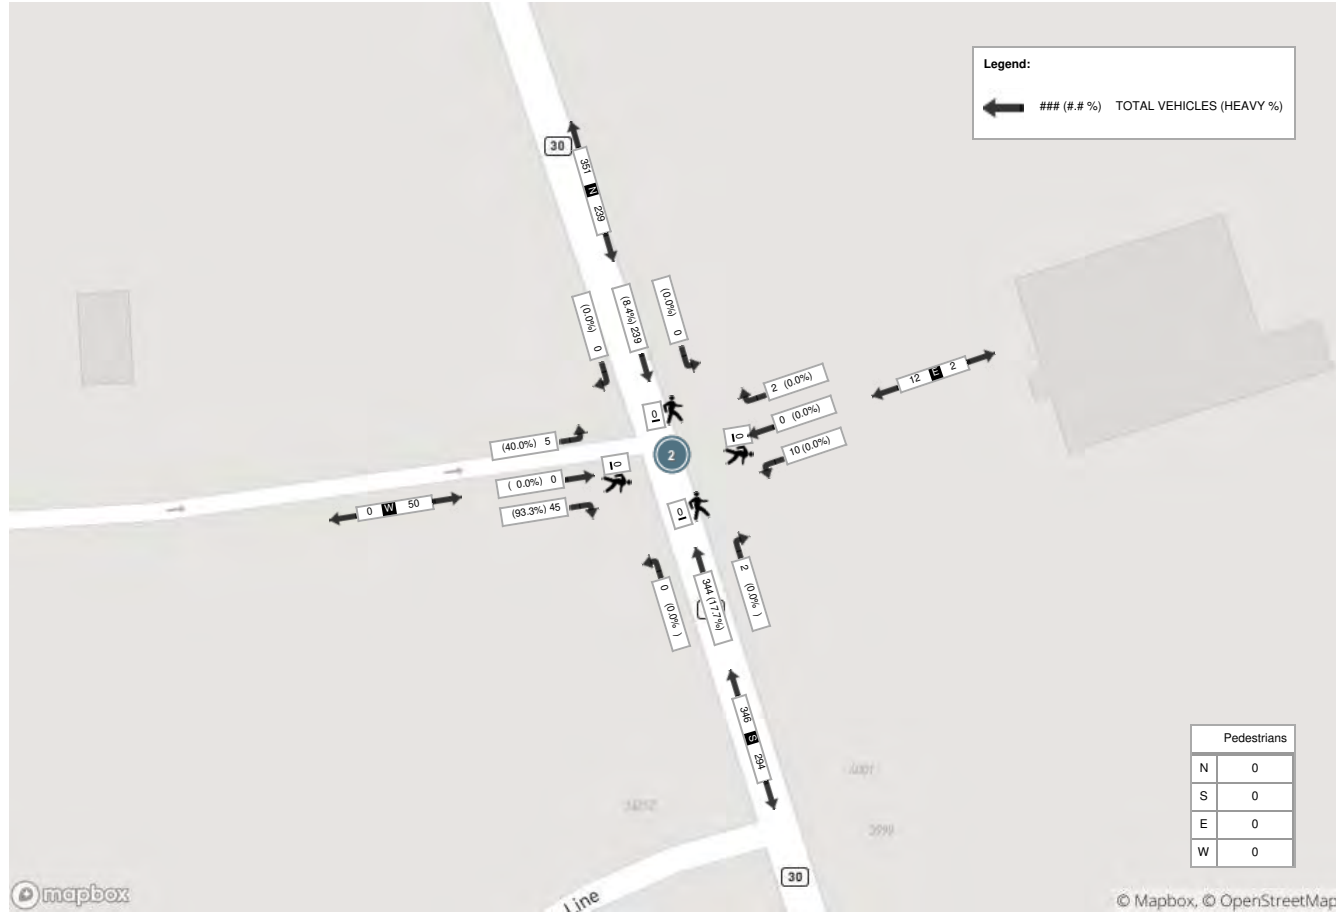 Legend:
### (#.# %) TOTAL VEHICLES (HEAVY %)
30
351 N 239
(0.0%) 0
(8.4%) 239
(0.0%) 0
12 E 2
2 (0.0%)
0 (0.0%)
10 (0.0%)
0
0
2
(40.0%) 5
0
( 0.0%) 0
0 W 50
(93.3%) 45
0
0 (0.0% )
344 (17.7%)
2 (0.0% )
346 S 294
Pedestrians
N 0
S 0
E 0
W 0
30
Line
mapbox
© Mapbox, © OpenStreetMap